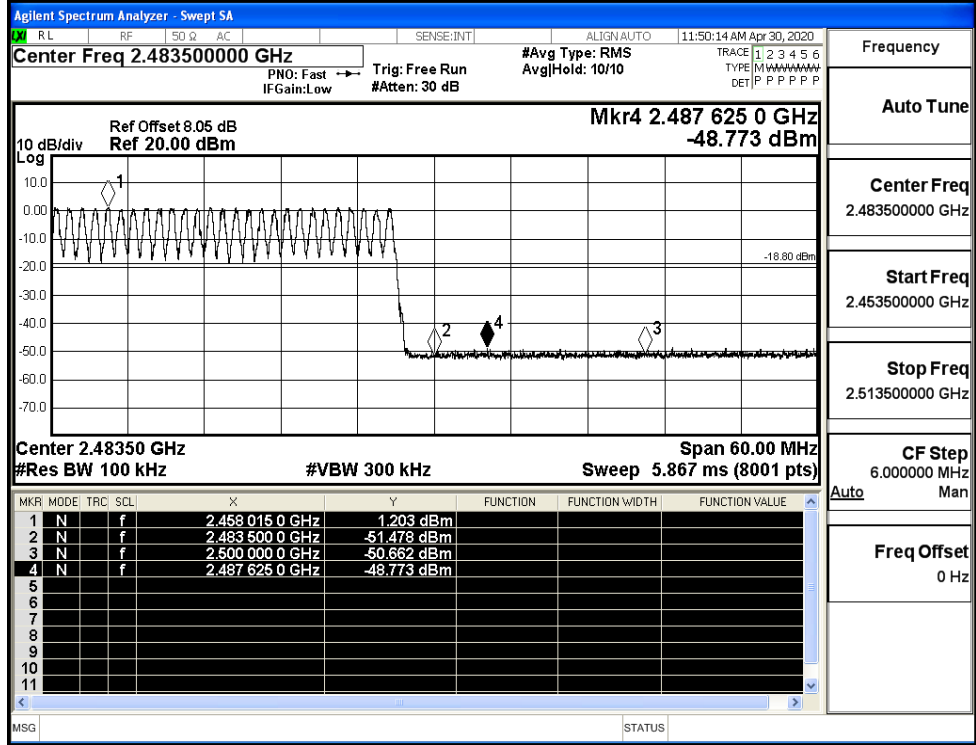 Agilent Spectrum Analyzer - Swept SA
LXI RL RF 50 Ω AC SENSE:INT ALIGN AUTO 11:50:14 AM Apr 30, 2020
Center Freq 2.483500000 GHz
PNO: Fast
IFGain:Low
Trig: Free Run
#Atten: 30 dB
#Avg Type: RMS
Avg|Hold: 10/10
TRACE 1 2 3 4 5 6
TYPE M WWWWW
DET P P P P P P
Frequency
Auto Tune
Center Freq
2.483500000 GHz
Start Freq
2.453500000 GHz
Stop Freq
2.513500000 GHz
CF Step
6.000000 MHz
Auto Man
Freq Offset
0 Hz
Mkr4 2.487 625 0 GHz
-48.773 dBm
Ref Offset 8.05 dB
10 dB/div Ref 20.00 dBm
Log
10.0
0.00
-10.0
-20.0
-30.0
-40.0
-50.0
-60.0
-70.0
1
2
4
3
-18.80 dBm
Center 2.48350 GHz Span 60.00 MHz
#Res BW 100 kHz #VBW 300 kHz Sweep 5.867 ms (8001 pts)
MKR MODE TRC SCL X Y FUNCTION FUNCTION WIDTH FUNCTION VALUE
1 N f 2.458 015 0 GHz 1.203 dBm
2 N f 2.483 500 0 GHz -51.478 dBm
3 N f 2.500 000 0 GHz -50.662 dBm
4 N f 2.487 625 0 GHz -48.773 dBm
5
6
7
8
9
10
11
MSG STATUS